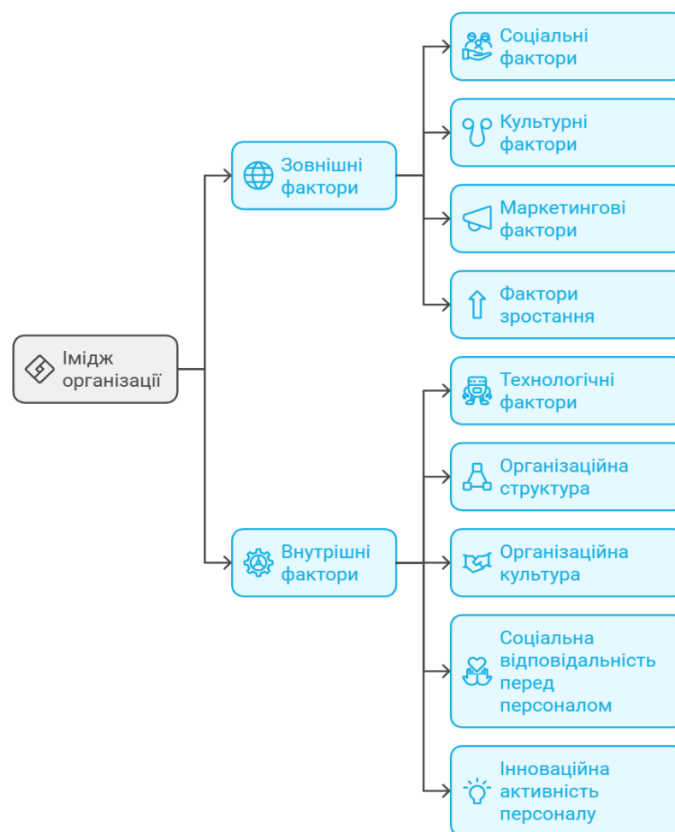 Соціальні
фактори
Культурні
фактори
Зовнішні
фактори
Маркетингові
фактори
Фактори
зростання
Імідж
організації
Технологічні
фактори
Організаційна
структура
Внутрішні
фактори
Організаційна
культура
Соціальна
відповідальність
перед
персоналом
Інноваційна
активність
персоналу